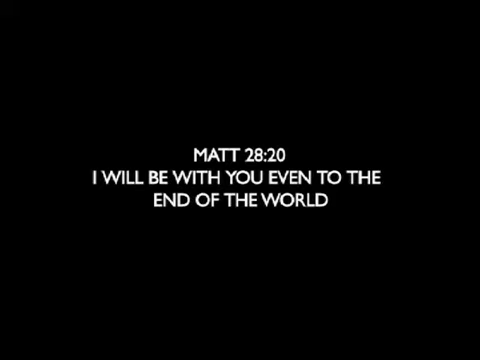 MATT 28:20
I WILL BE WITH YOU EVEN TO THE
END OF THE WORLD